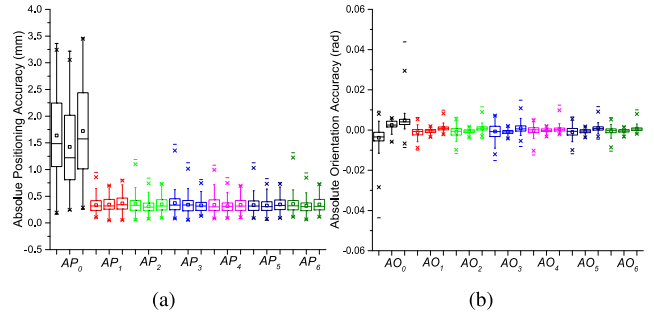 (a)
Absolue Positioning Accuracy (mm)
4.0
3.5
3.0
2.5
2.0
1.5
1.0
0.5
0.0
-0.5
AP0 AP1 AP2 AP3 AP4 AP5 AP6
(a)
(b)
Absolute Orientation Accuracy (rad)
0.06
0.04
0.02
0.00
-0.02
-0.04
-0.06
AO0 AO1 AO2 AO3 AO4 AO5 AO6
(b)